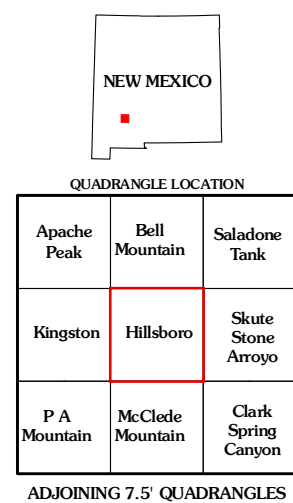 NEW MEXICO
QUADRANGLE LOCATION
Apache
Peak
Bell
Mountain
Saladone
Tank
Kingston
Hillsboro
Skute
Stone
Arroyo
P A
Mountain
McClede
Mountain
Clark
Spring
Canyon
ADJOINING 7.5' QUADRANGLES